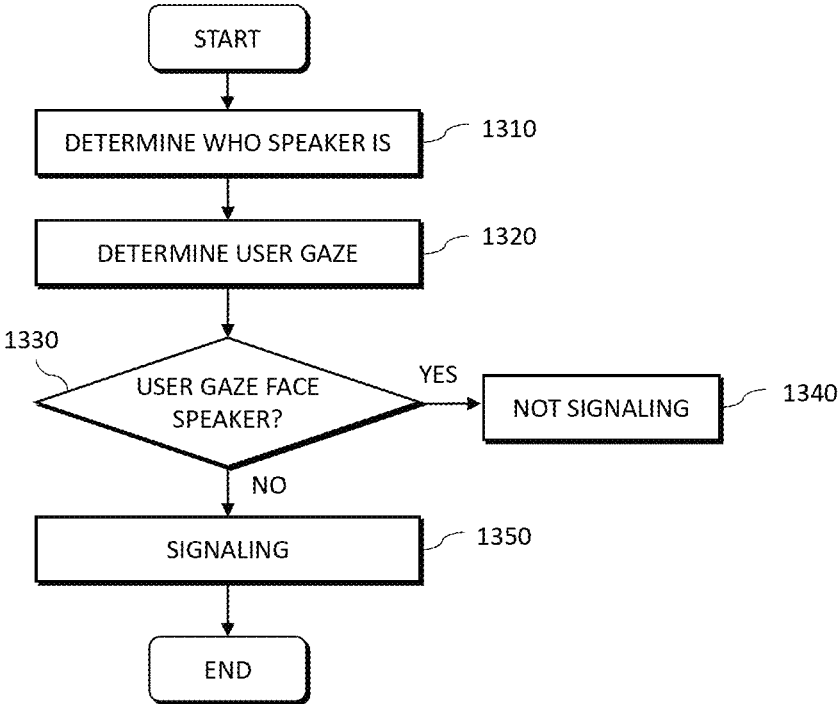 START
DETERMINE WHO SPEAKER IS
1310
DETERMINE USER GAZE
1320
1330
USER GAZE FACE
SPEAKER?
YES
NOT SIGNALING
1340
NO
SIGNALING
1350
END